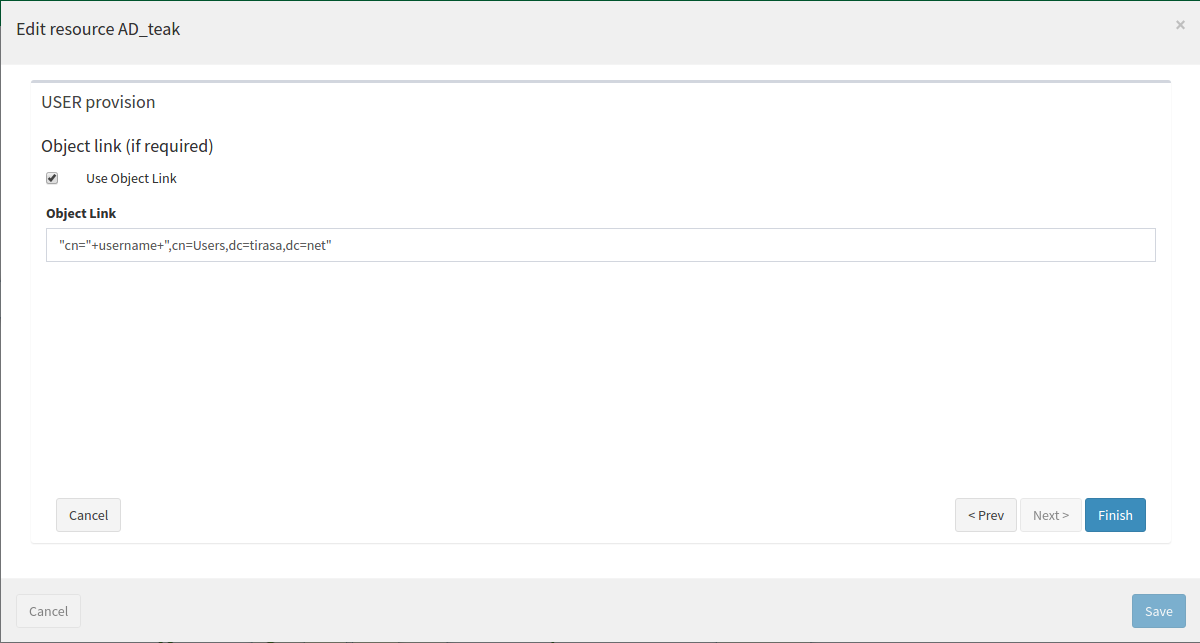 Edit resource AD_teak
×
USER provision
Object link (if required)
Use Object Link
Object Link
"cn="+username+",cn=Users,dc=tirasa,dc=net"
Cancel
< Prev
Next >
Finish
Cancel
Save